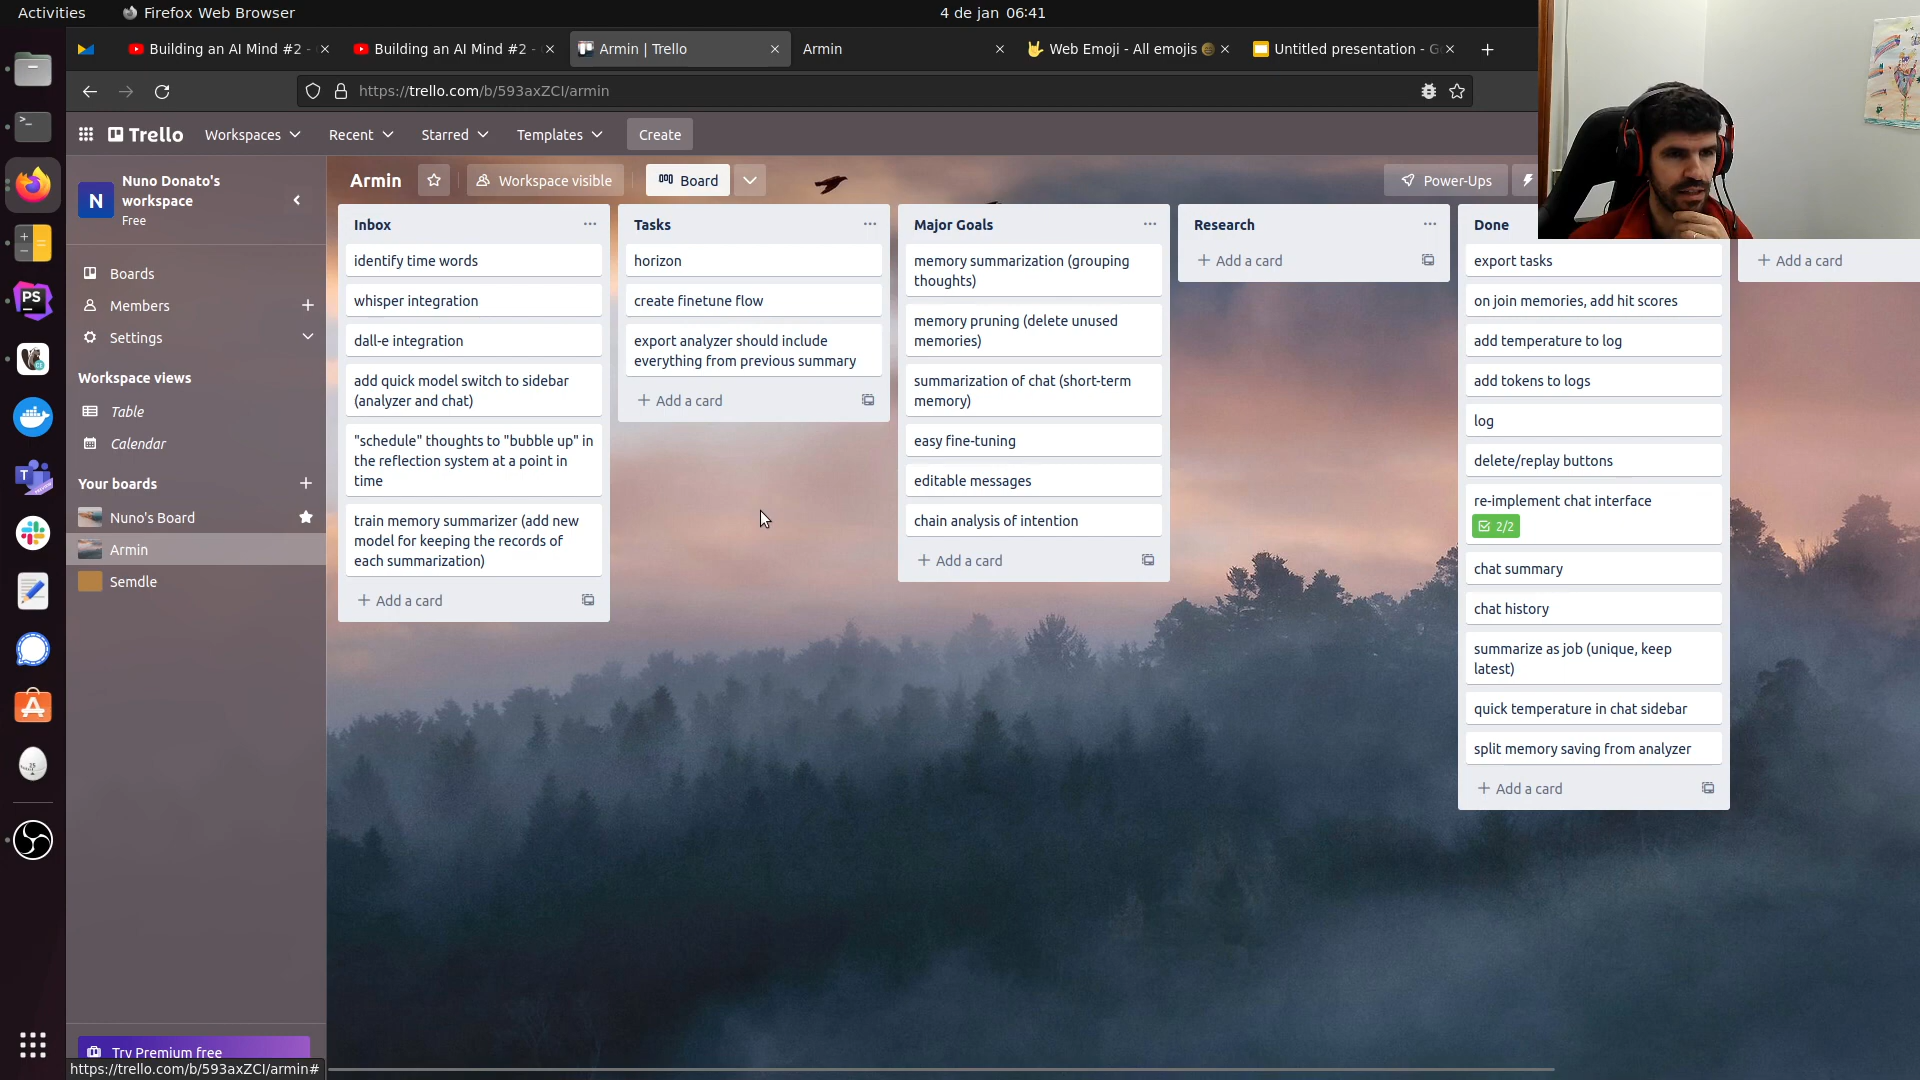 Activities
Firefox Web Browser
4 de jan 06:41
Building an AI Mind #2 -
Building an AI Mind #2 -
Armin | Trello
Armin
Web Emoji - All emojis
Untitled presentation - G
https://trello.com/b/593axZCI/armin
Trello
Workspaces
Recent
Starred
Templates
Create
N
Nuno Donato's
workspace
Free
Boards
Members
Settings
Workspace views
Table
Calendar
Your boards
Nuno's Board
Armin
Semdle
Try Premium free
https://trello.com/b/593axZCI/armin#
Armin
Workspace visible
Board
Power-Ups
Inbox
identify time words
whisper integration
dall-e integration
add quick model switch to sidebar
(analyzer and chat)
"schedule" thoughts to "bubble up" in
the reflection system at a point in
time
train memory summarizer (add new
model for keeping the records of
each summarization)
+ Add a card
Tasks
horizon
create finetune flow
export analyzer should include
everything from previous summary
+ Add a card
Major Goals
memory summarization (grouping
thoughts)
memory pruning (delete unused
memories)
summarization of chat (short-term
memory)
easy fine-tuning
editable messages
chain analysis of intention
+ Add a card
Research
+ Add a card
Done
export tasks
on join memories, add hit scores
add temperature to log
add tokens to logs
log
delete/replay buttons
re-implement chat interface
2/2
chat summary
chat history
summarize as job (unique, keep
latest)
quick temperature in chat sidebar
split memory saving from analyzer
+ Add a card
+ Add a card
PS